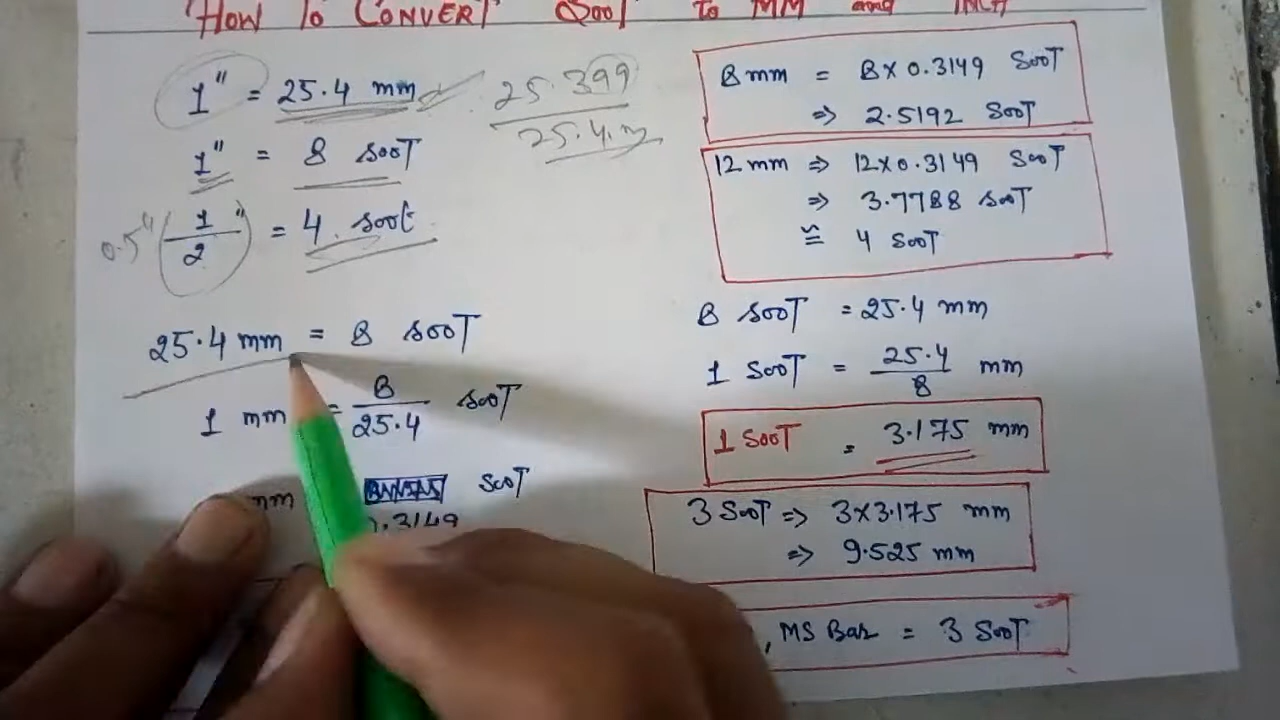 How To CONVERT SooT To MM and INCH
1" = 25.4 mm
25.399
25.4.m
1" = 8 sooT
0.5" (1/2)" = 4. soot
25.4 mm = 8 sooT
1 mm = 8/25.4 sooT
mm SooT
0.3149
8 mm = 8 x 0.3149 SooT
⇒ 2.5192 SooT
12 mm ⇒ 12x0.3149 SooT
⇒ 3.7788 sooT
≅ 4 SooT
8 SooT = 25.4 mm
1 SooT = 25.4/8 mm
1 SooT = 3.175 mm
3 SooT ⇒ 3x3.175 mm
⇒ 9.525 mm
, MS Bar = 3 SooT